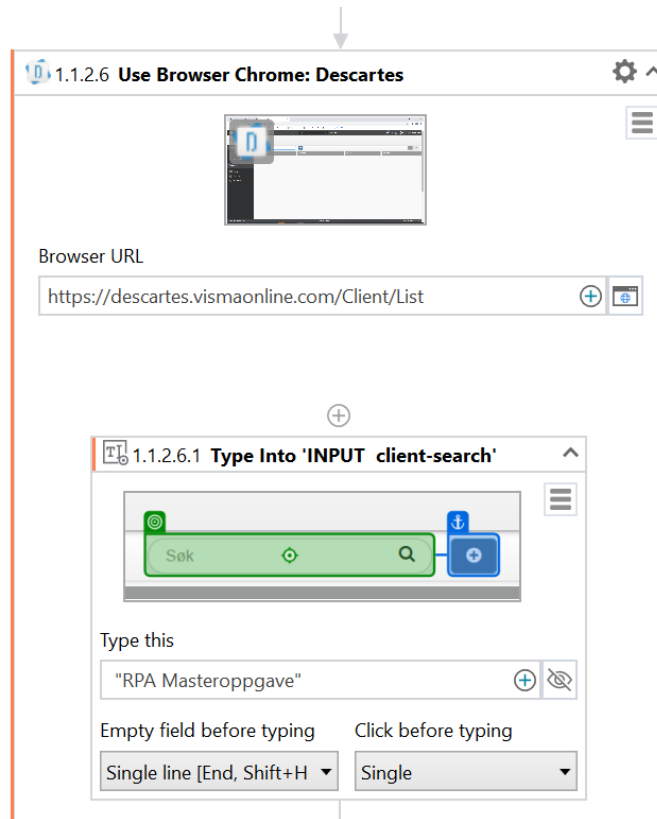 1.1.2.6 Use Browser Chrome: Descartes
D
Browser URL
https://descartes.vismaonline.com/Client/List
1.1.2.6.1 Type Into 'INPUT client-search'
Søk
Type this
"RPA Masteroppgave"
Empty field before typing Click before typing
Single line [End, Shift+H Single